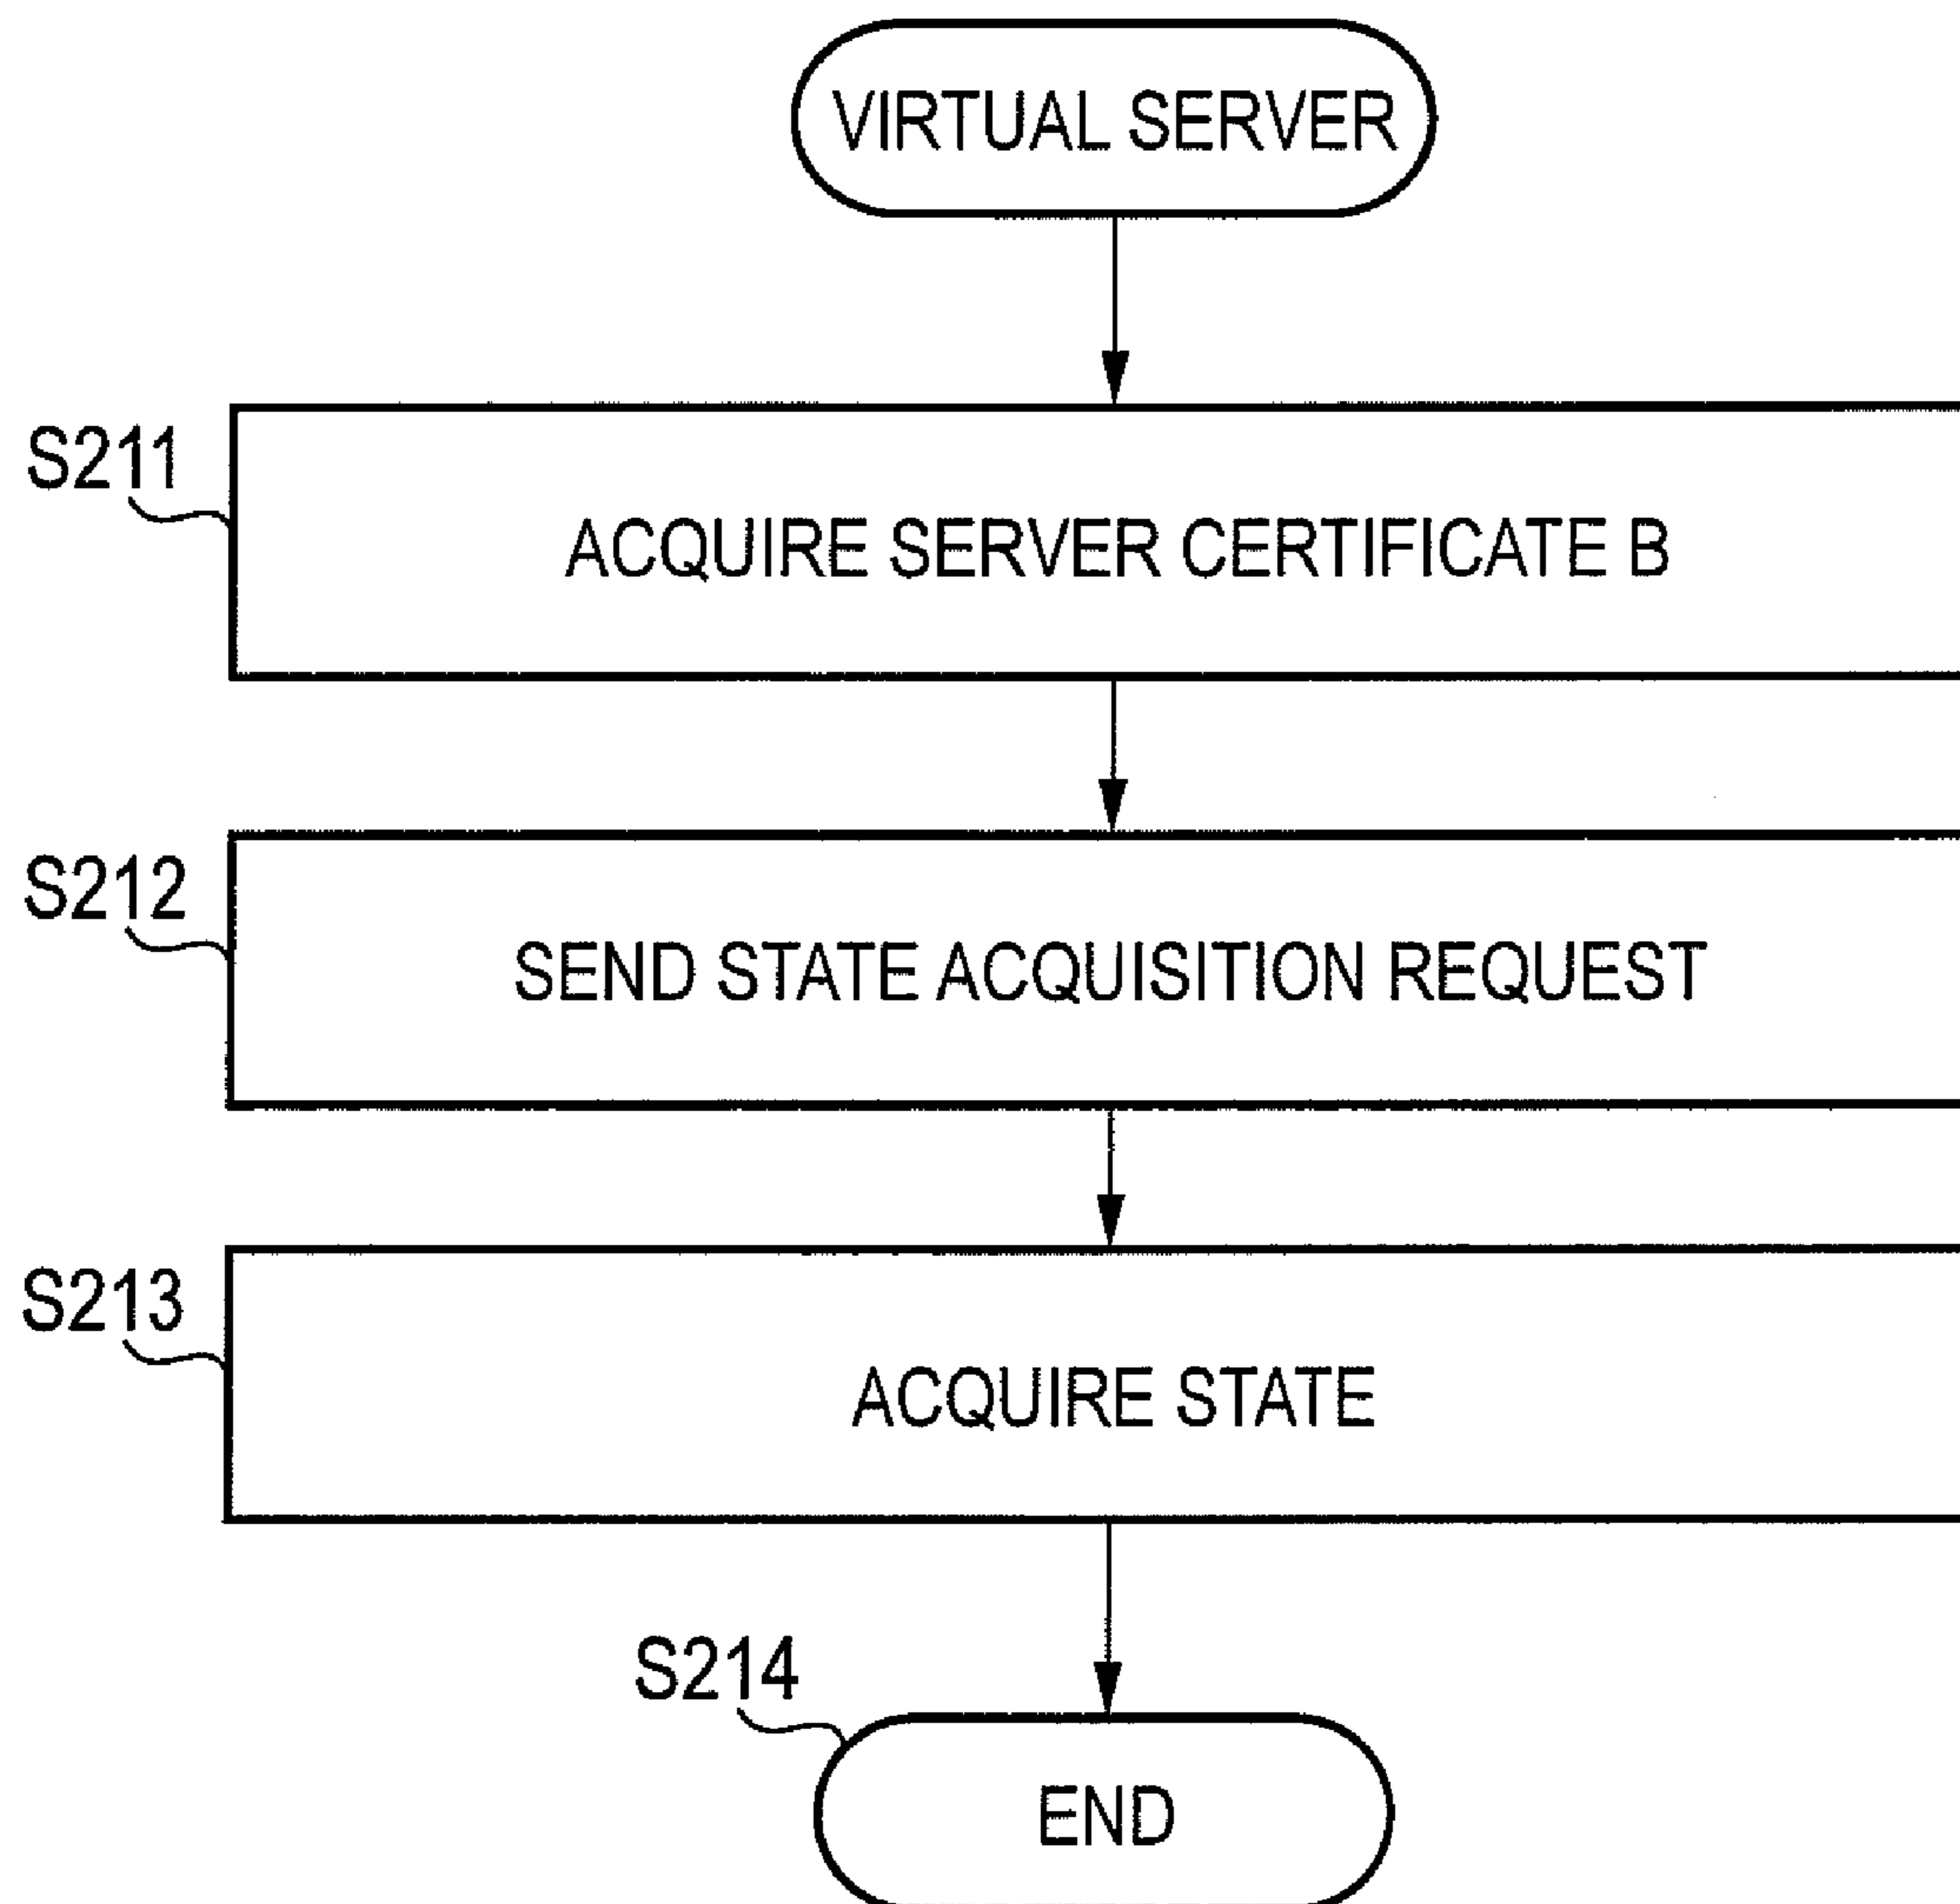 VIRTUAL SERVER
S211
ACQUIRE SERVER CERTIFICATE B
S212
SEND STATE ACQUISITION REQUEST
S213
ACQUIRE STATE
S214
END